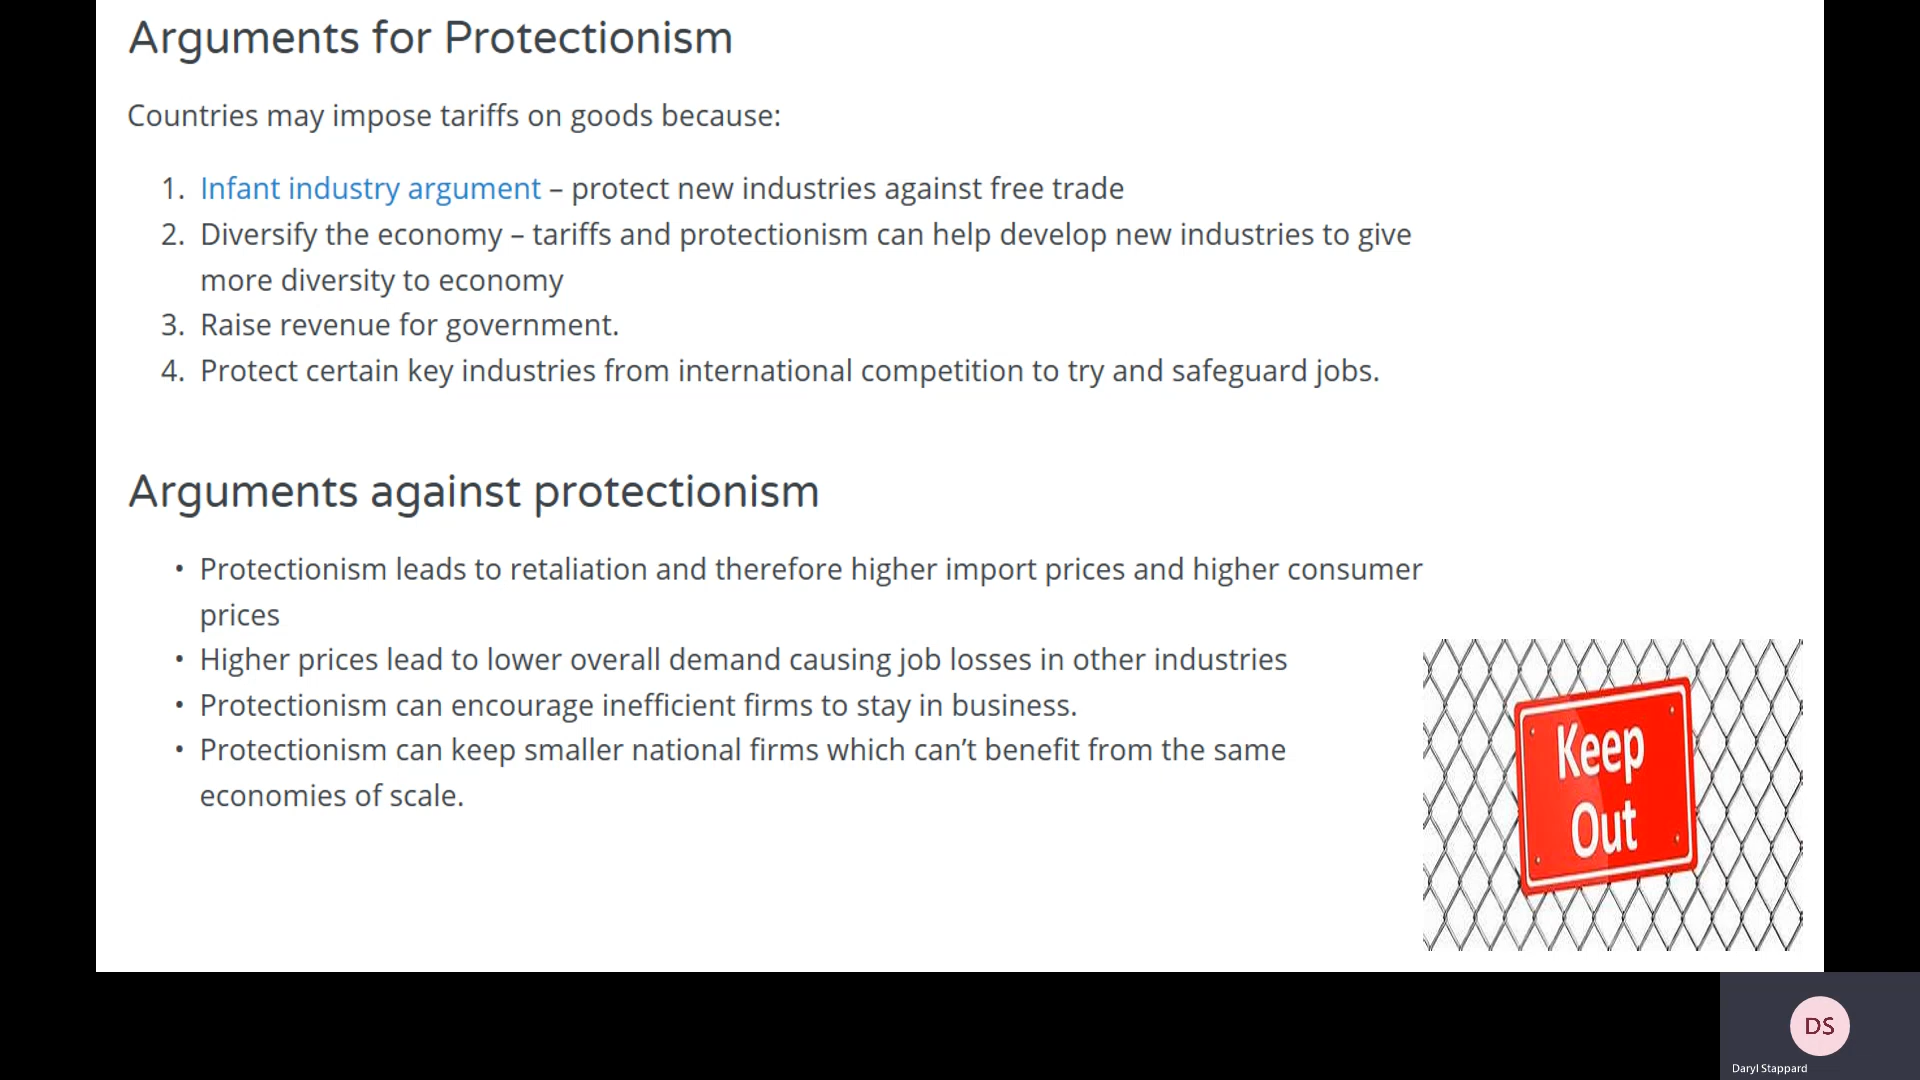 Arguments for Protectionism
Countries may impose tariffs on goods because:
1. Infant industry argument – protect new industries against free trade
2. Diversify the economy – tariffs and protectionism can help develop new industries to give
more diversity to economy
3. Raise revenue for government.
4. Protect certain key industries from international competition to try and safeguard jobs.
Arguments against protectionism
• Protectionism leads to retaliation and therefore higher import prices and higher consumer
prices
• Higher prices lead to lower overall demand causing job losses in other industries
• Protectionism can encourage inefficient firms to stay in business.
• Protectionism can keep smaller national firms which can’t benefit from the same
economies of scale.
Keep
Out
DS
Daryl Stappard